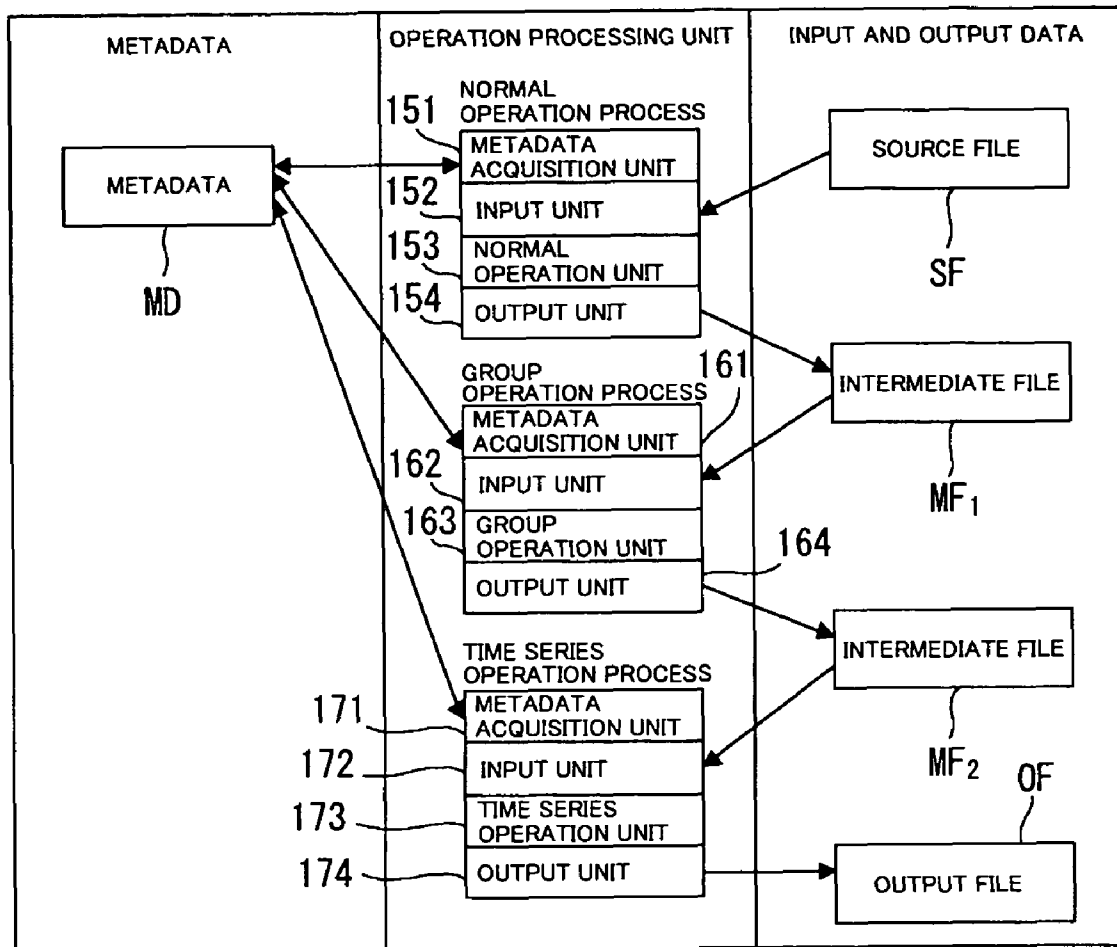 METADATA
OPERATION PROCESSING UNIT
INPUT AND OUTPUT DATA
NORMAL
OPERATION PROCESS
151
METADATA
ACQUISITION UNIT
152
INPUT UNIT
153
NORMAL
OPERATION UNIT
154
OUTPUT UNIT
METADATA
MD
SOURCE FILE
SF
GROUP
OPERATION PROCESS
161
METADATA
ACQUISITION UNIT
162
INPUT UNIT
163
GROUP
OPERATION UNIT
164
OUTPUT UNIT
INTERMEDIATE FILE
MF1
TIME SERIES
OPERATION PROCESS
171
METADATA
ACQUISITION UNIT
172
INPUT UNIT
173
TIME SERIES
OPERATION UNIT
174
OUTPUT UNIT
INTERMEDIATE FILE
MF2
OF
OUTPUT FILE